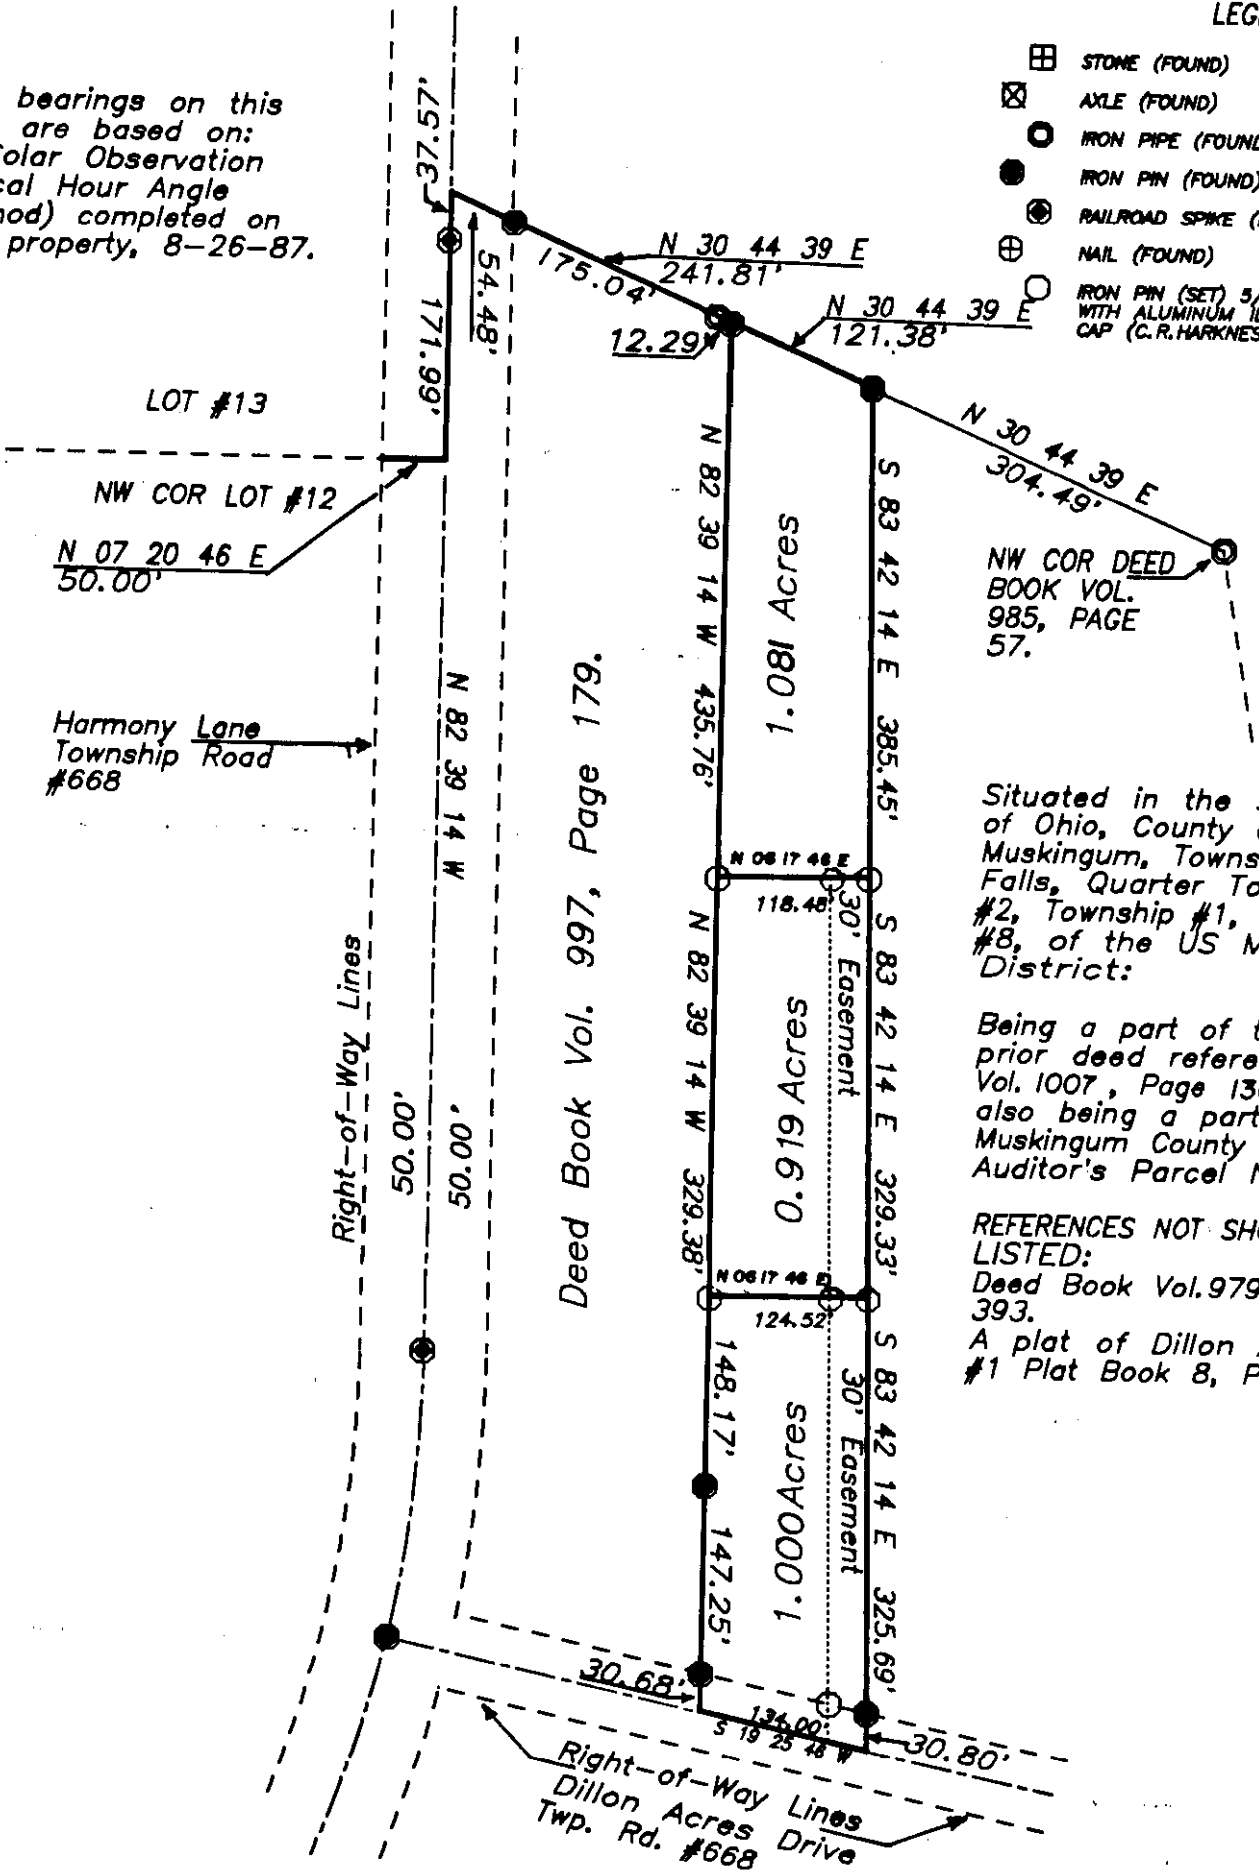 bearings on this
are based on:
Solar Observation
cal Hour Angle
hod) completed on
property, 8-26-87.
LEG
STONE (FOUND)
AXLE (FOUND)
IRON PIPE (FOUND
IRON PIN (FOUND)
RAILROAD SPIKE (
NAIL (FOUND)
IRON PIN (SET) 5/
WITH ALUMINUM
CAP (C.R.HARKNES
37.57'
54.48'
171.99'
175.04'
N 30 44 39 E
241.81'
12.29'
N 30 44 39 E
121.38'
N 30 44 39 E
304.49'
LOT #13
NW COR LOT #12
N 07 20 46 E
50.00'
NW COR DEED
BOOK VOL.
985, PAGE
57.
Harmony Lane
Township Road
#668
N 82 39 14 W
Right-of-Way Lines
50.00'
50.00'
Deed Book Vol. 997, Page 179.
N 82 39 14 W 435.76'
1.081 Acres
S 83 42 14 E 385.45'
N 06 17 46 E
118.48'
N 82 39 14 W 329.38'
0.919 Acres
30' Easement
S 83 42 14 E 329.33'
N 06 17 46 E
124.52'
148.17'
147.25'
1.000 Acres
30' Easement
S 83 42 14 E 325.69'
30.68'
134.00'
S 19 25 46 W
30.80'
Right-of-Way Lines
Dillon Acres Drive
Twp. Rd. #668
Situated in the
of Ohio, County
Muskingum, Towns
Falls, Quarter To
#2, Township #1,
#8, of the US M
District:
Being a part of t
prior deed refere
Vol. 1007, Page 13
also being a part
Muskingum County
Auditor's Parcel N
REFERENCES NOT SH
LISTED:
Deed Book Vol.979
393.
A plat of Dillon
#1 Plat Book 8, P